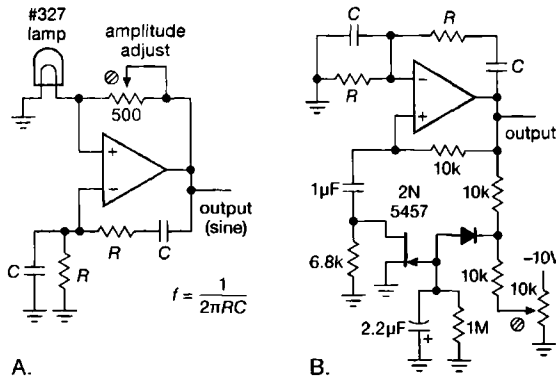 #327
lamp
amplitude
adjust
500
+
−
output
(sine)
R
C
C
R
f = 1
2πRC
A.
C
R
R
C
−
+
output
10k
1μF
2N
5457
10k
6.8k
10k
−10V
10k
2.2μF
+
1M
B.